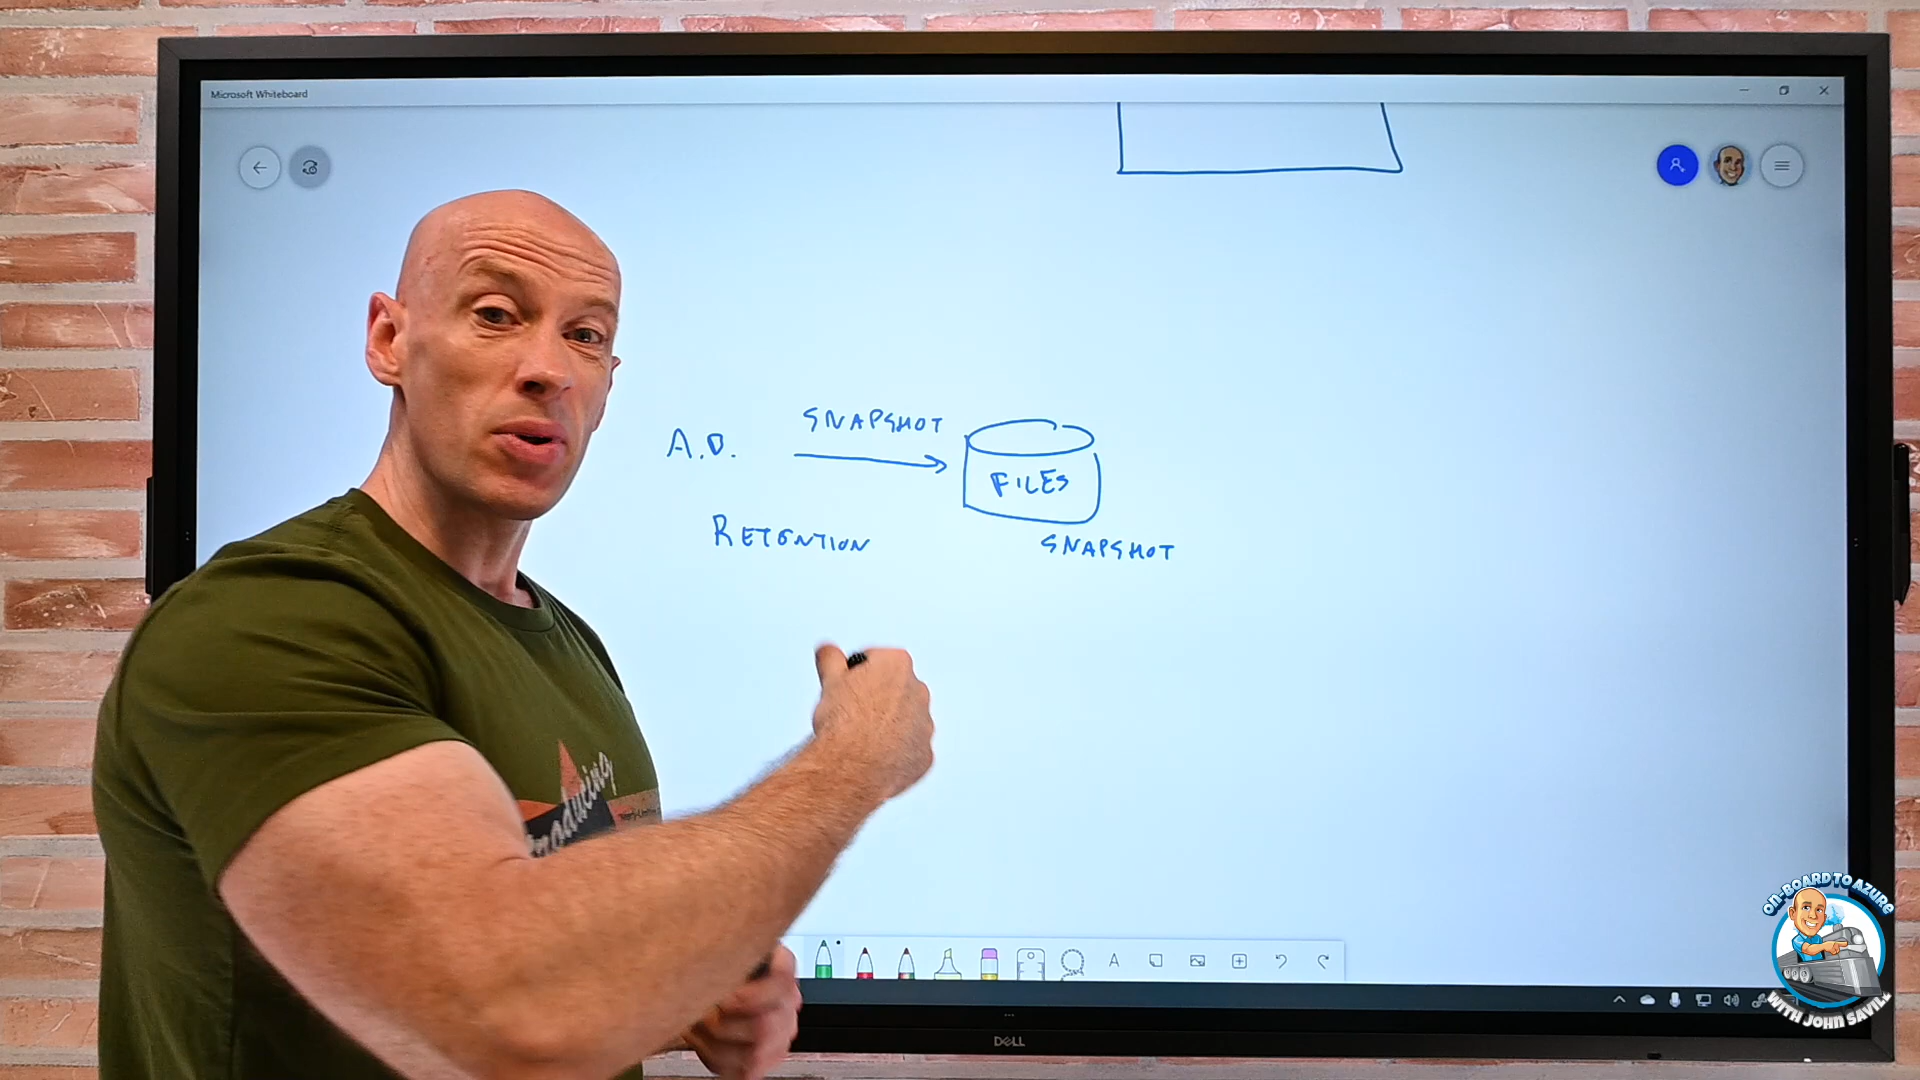 Microsoft Whiteboard
SNAPSHOT
A.D.
FILES
RETENTION
SNAPSHOT
ON-BOARD TO AZURE
WITH JOHN SAVILL
DELL